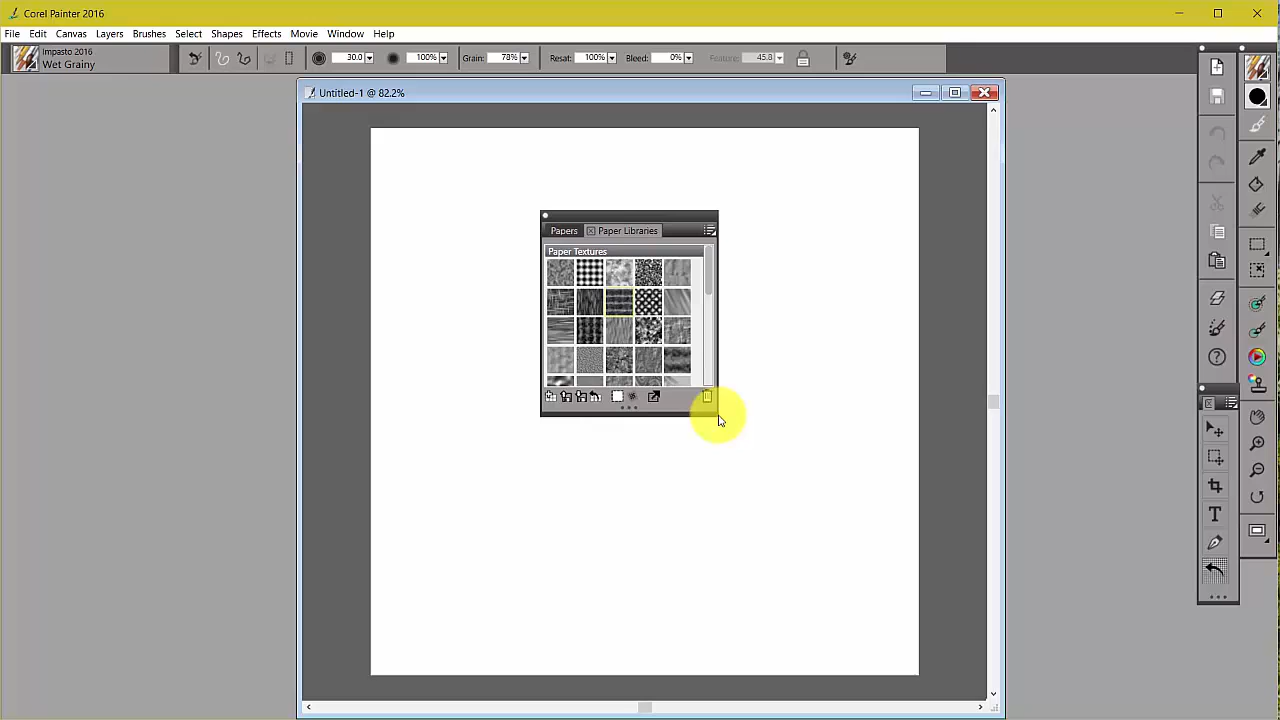 Corel Painter 2016
File Edit Canvas Layers Brushes Select Shapes Effects Movie Window Help
Impasto 2016
Wet Grainy
30.0 100% Grain: 78% Resat: 100% Bleed: 0% Feature: 45.8
Untitled-1 @ 82.2%
Papers Paper Libraries
Paper Textures